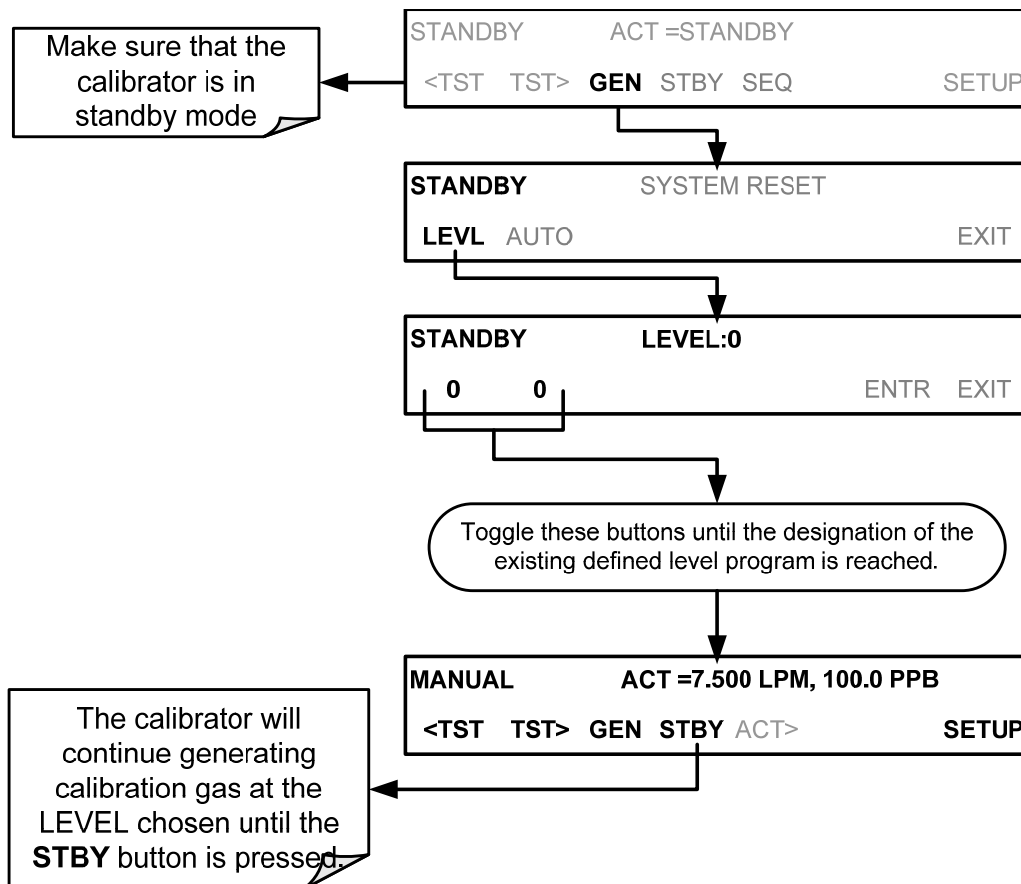 Make sure that the
calibrator is in
standby mode
STANDBY ACT =STANDBY
<TST TST> GEN STBY SEQ SETUP
STANDBY SYSTEM RESET
LEVL AUTO EXIT
STANDBY LEVEL:0
0 0 ENTR EXIT
Toggle these buttons until the designation of the
existing defined level program is reached.
MANUAL ACT =7.500 LPM, 100.0 PPB
<TST TST> GEN STBY ACT> SETUP
The calibrator will
continue generating
calibration gas at the
LEVEL chosen until the
STBY button is pressed.